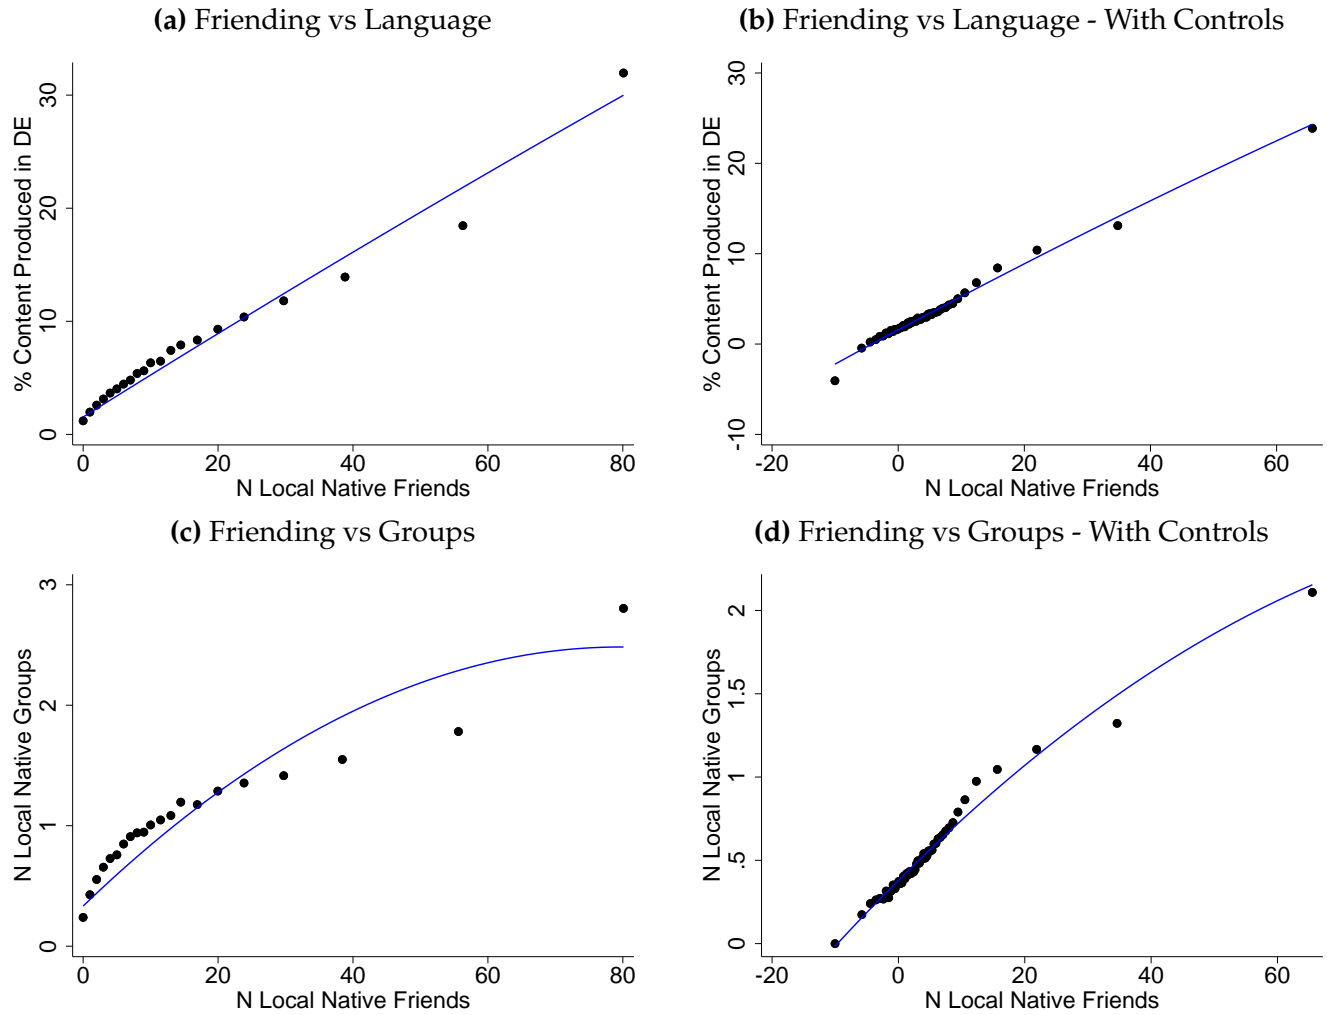 (a) Friending vs Language
% Content Produced in DE
30
20
10
0
0 20 40 60 80
N Local Native Friends
(b) Friending vs Language - With Controls
% Content Produced in DE
30
20
10
0
-10
-20 0 20 40 60
N Local Native Friends
(c) Friending vs Groups
N Local Native Groups
3
2
1
0
0 20 40 60 80
N Local Native Friends
(d) Friending vs Groups - With Controls
N Local Native Groups
2
1.5
1
.5
0
-20 0 20 40 60
N Local Native Friends